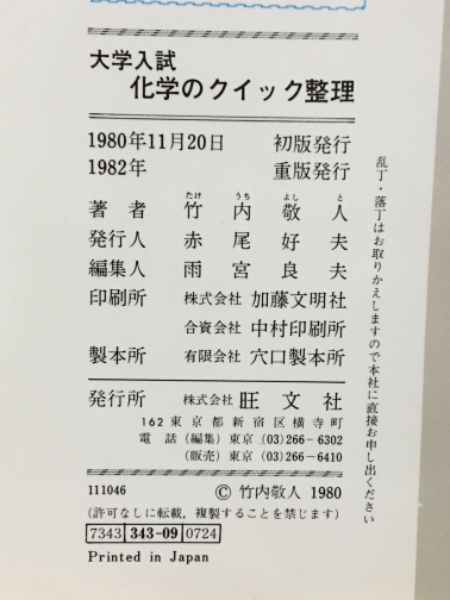 大学入試
化学のクイック整理
1980年11月20日 初版発行
1982年 重版発行
たけ うち よし と
著者 竹内敬人
発行人 赤尾好夫
編集人 雨宮良夫
印刷所 株式会社 加藤文明社
合資会社 中村印刷所
製本所 有限会社 穴口製本所
発行所 株式会社 旺文社
162 東京都新宿区横寺町
電話 (編集) 東京 (03)266-6302
(販売) 東京 (03)266-6410
111046 © 竹内敬人 1980
(許可なしに転載, 複製することを禁じます)
7343 343-09 0724
Printed in Japan
乱丁・落丁はお取りかえしますので本社に直接お申し出ください